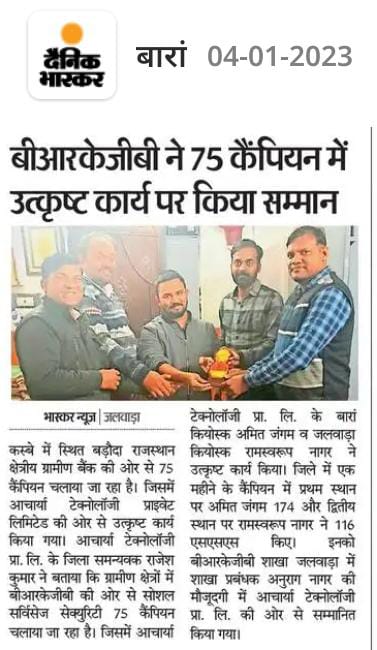 दैनिक
भास्कर
बारां 04-01-2023
बीआरकेजीबी ने 75 कैंपियन में
उत्कृष्ट कार्य पर किया सम्मान
भास्कर न्यूज | जलवाड़ा
कस्बे में स्थित बड़ौदा राजस्थान
क्षेत्रीय ग्रामीण बैंक की ओर से 75
कैंपियन चलाया जा रहा है। जिसमें
आचार्या टेक्नोलॉजी प्राइवेट
लिमिटेड की ओर से उत्कृष्ट कार्य
किया गया। आचार्या टेक्नोलॉजी
प्रा. लि. के जिला समन्यवक राजेश
कुमार ने बताया कि ग्रामीण क्षेत्रों में
बीआरकेजीबी की ओर से सोशल
सर्विसेज सेक्युरिटी 75 कैंपियन
चलाया जा रहा है। जिसमें आचार्या
टेक्नोलॉजी प्रा. लि. के बारां
कियोस्क अमित जंगम व जलवाड़ा
कियोस्क रामस्वरूप नागर ने
उत्कृष्ट कार्य किया। जिले में एक
महीने के कैंपियन में प्रथम स्थान
पर अमित जंगम 174 और द्वितीय
स्थान पर रामस्वरूप नागर ने 116
एसएसएस किए। इनको
बीआरकेजीबी शाखा जलवाड़ा में
शाखा प्रबंधक अनुराग नागर की
मौजूदगी में आचार्या टेक्नोलॉजी
प्रा. लि. की ओर से सम्मानित
किया गया।